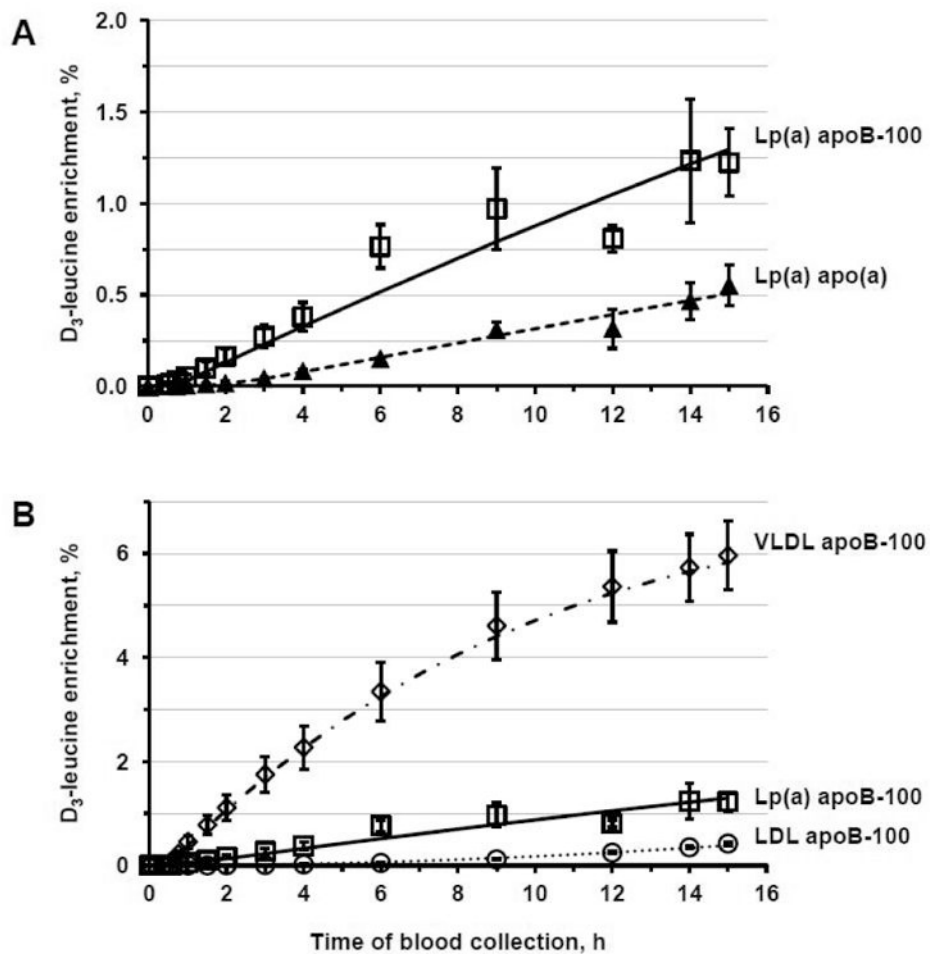 A
D₃-leucine enrichment, %
2.0
1.5
1.0
0.5
0.0
0 2 4 6 8 10 12 14 16
Lp(a) apoB-100
Lp(a) apo(a)
B
D₃-leucine enrichment, %
6
4
2
0
0 2 4 6 8 10 12 14 16
VLDL apoB-100
Lp(a) apoB-100
LDL apoB-100
Time of blood collection, h